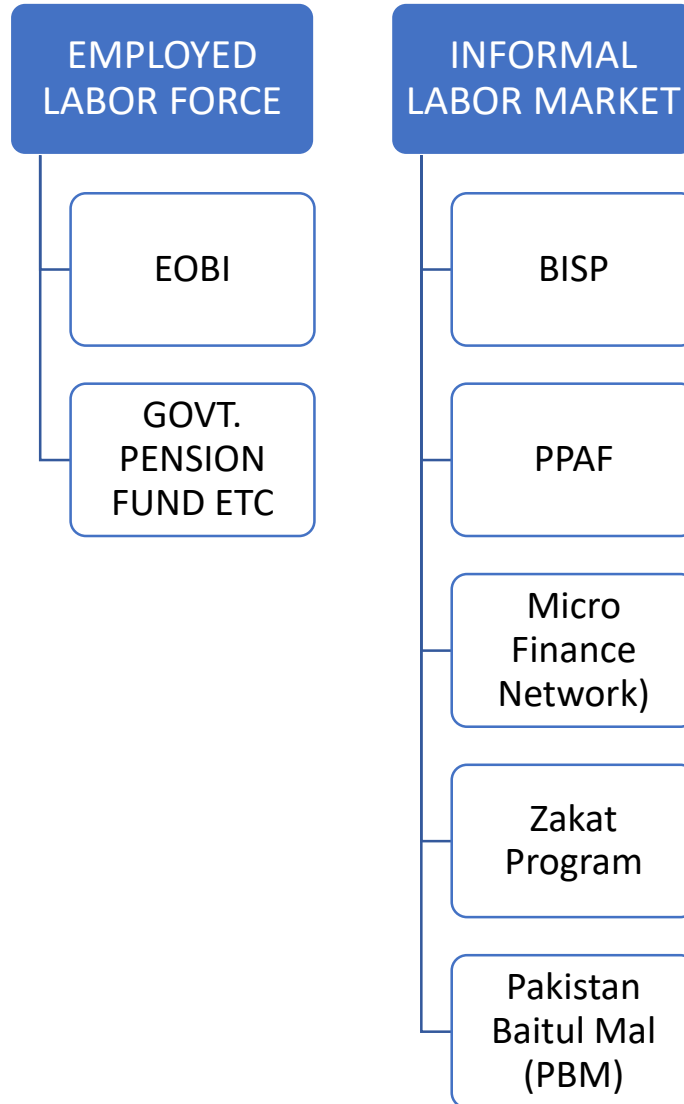 EMPLOYED
LABOR FORCE
EOBI
GOVT.
PENSION
FUND ETC
INFORMAL
LABOR MARKET
BISP
PPAF
Micro
Finance
Network)
Zakat
Program
Pakistan
Baitul Mal
(PBM)